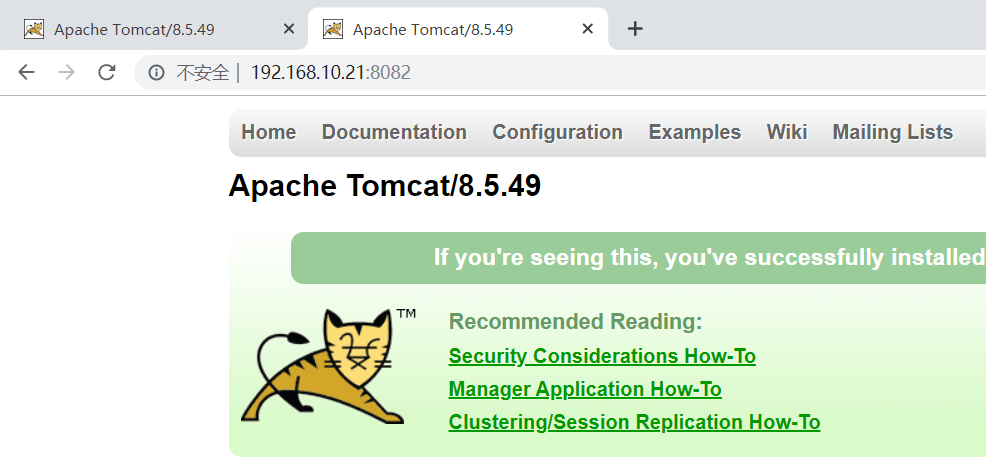 Apache Tomcat/8.5.49 Apache Tomcat/8.5.49
不安全 | 192.168.10.21:8082
Home Documentation Configuration Examples Wiki Mailing Lists
Apache Tomcat/8.5.49
If you're seeing this, you've successfully installed
TM
Recommended Reading:
Security Considerations How-To
Manager Application How-To
Clustering/Session Replication How-To